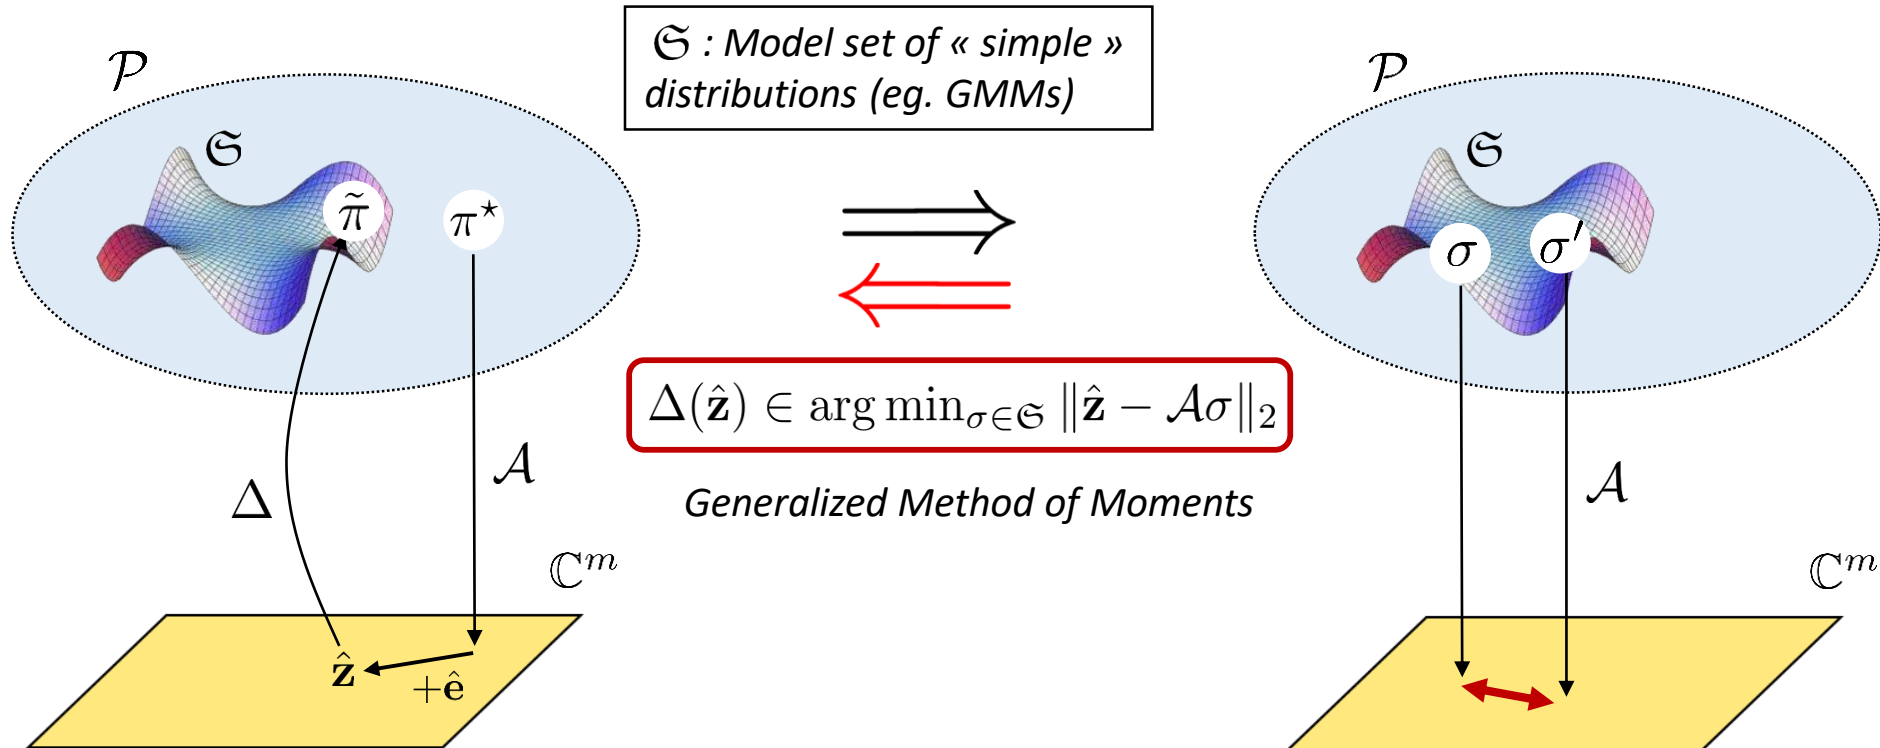 𝒫
𝔖
π̃
π⋆
Δ
𝒜
ℂ^m
ẑ
+ê
𝔖 : Model set of « simple »
distributions (eg. GMMs)
Δ(ẑ) ∈ arg min_{σ∈𝔖} ‖ẑ − 𝒜σ‖₂
Generalized Method of Moments
𝒫
𝔖
σ
σ′
𝒜
ℂ^m